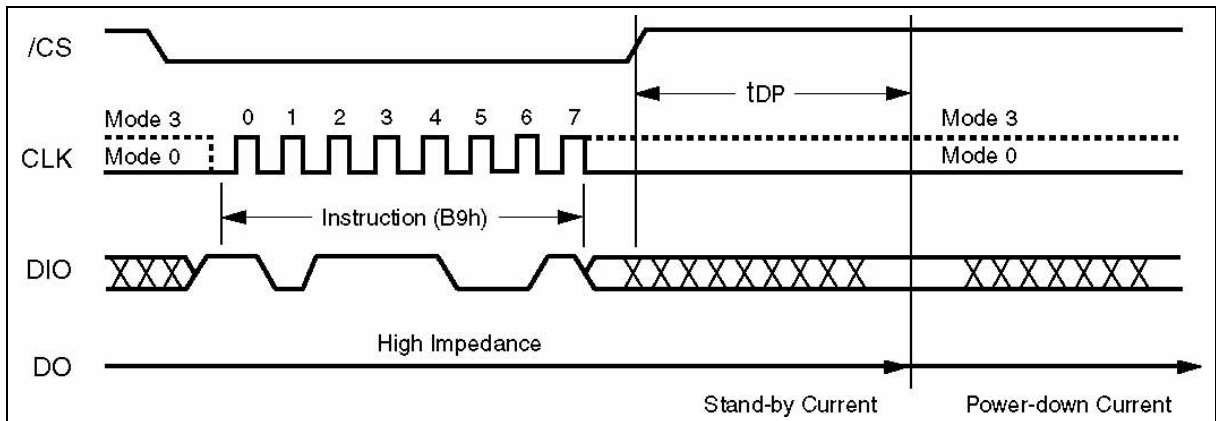 /CS
tDP
Mode 3
0 1 2 3 4 5 6 7
Mode 3
CLK
Mode 0
Mode 0
Instruction (B9h)
DIO
High Impedance
DO
Stand-by Current
Power-down Current